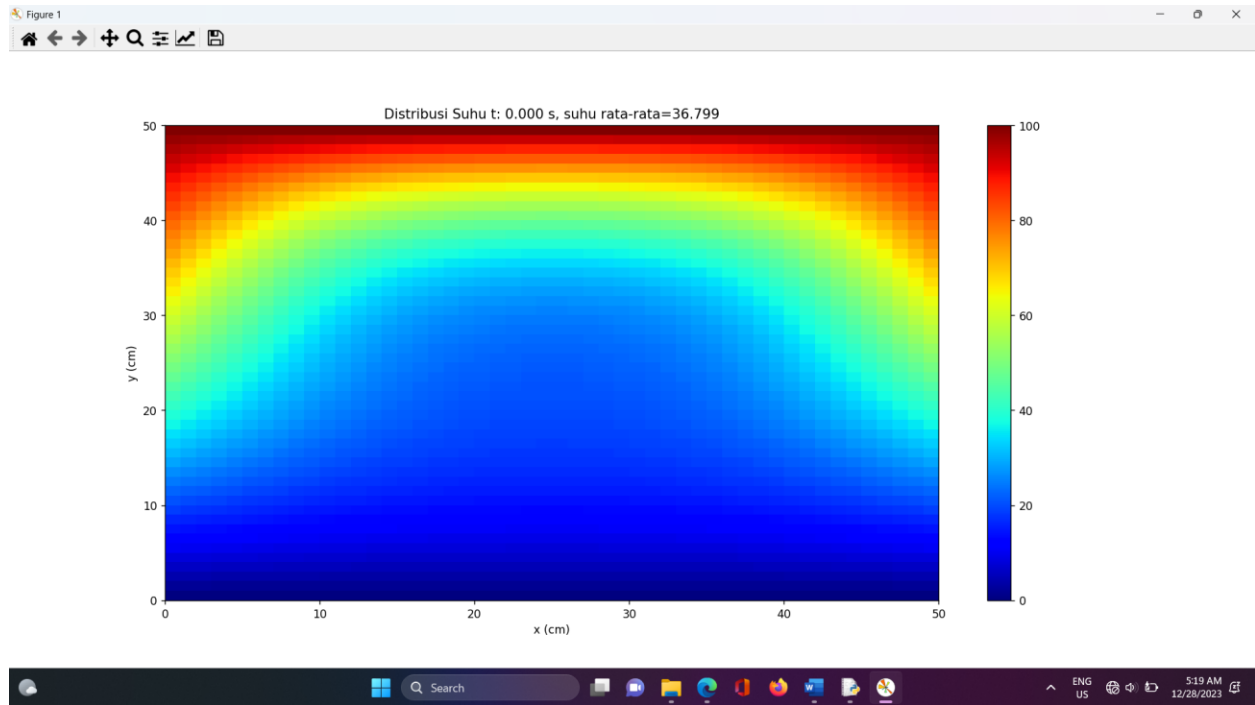 Figure 1
Distribusi Suhu t: 0.000 s, suhu rata-rata=36.799
50
40
30
20
10
0
y (cm)
0 10 20 30 40 50
x (cm)
100
80
60
40
20
0
Search
ENG
US
5:19 AM
12/28/2023